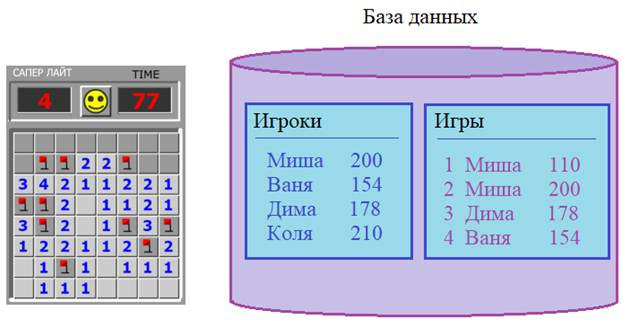 База данных
САПЕР ЛАЙТ TIME
4 77
2 2
3 4 2 1 1 2 2 1
2 1 1 2 1
3 2 1 3
1 2 2 1 1 2 2
1 1 1 1 1
1 1 1
Игроки
Миша 200
Ваня 154
Дима 178
Коля 210
Игры
1 Миша 110
2 Миша 200
3 Дима 178
4 Ваня 154